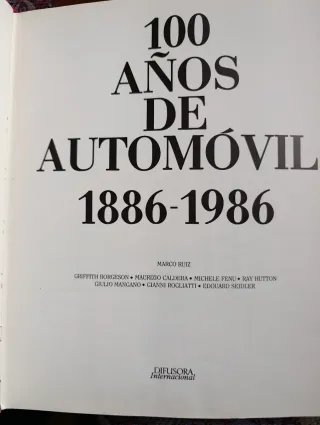 100
AÑOS
DE
AUTOMÓVIL
1886-1986
MARCO RUIZ
GRIFFITH BORGESON • MAURIZIO CALDERA • MICHELE FENU • RAY HUTTON
GIULIO MANGANO • GIANNI ROGLIATTI • EDOUARD SEIDLER
DIFUSORA
Internacional